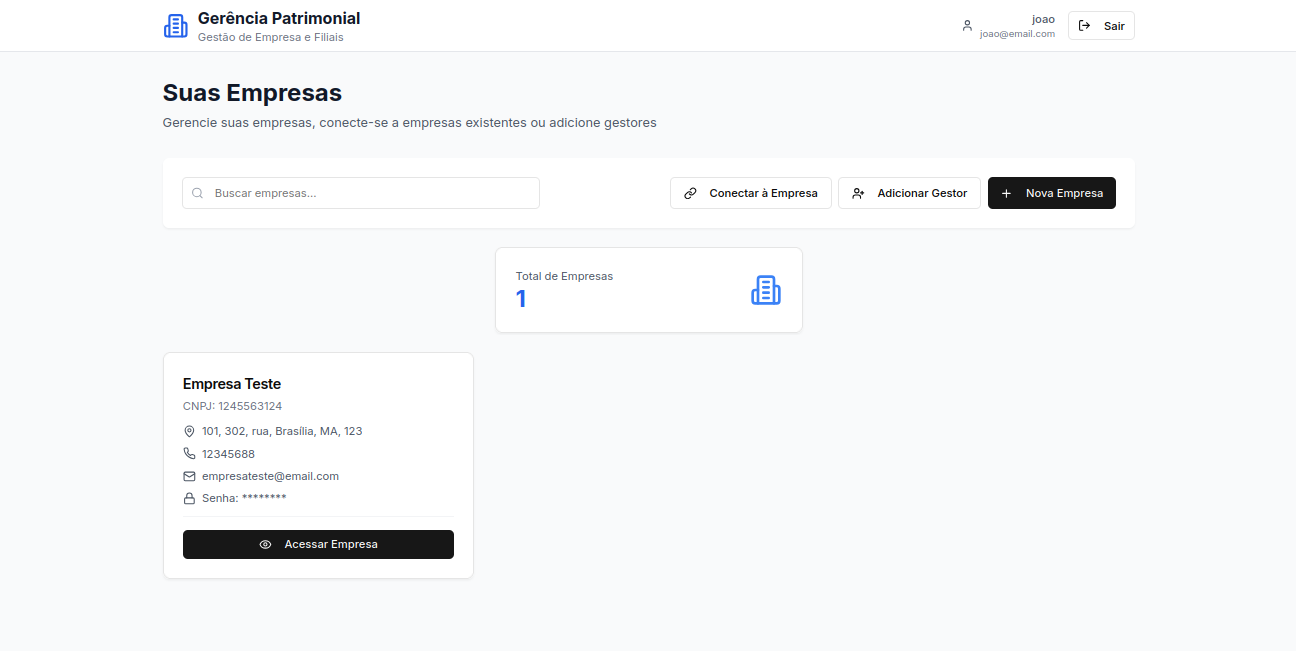 Gerência Patrimonial
Gestão de Empresa e Filiais
joao
joao@email.com
Sair
Suas Empresas
Gerencie suas empresas, conecte-se a empresas existentes ou adicione gestores
Buscar empresas...
Conectar à Empresa
Adicionar Gestor
Nova Empresa
Total de Empresas
1
Empresa Teste
CNPJ: 1245563124
101, 302, rua, Brasília, MA, 123
12345688
empresateste@email.com
Senha: ********
Acessar Empresa